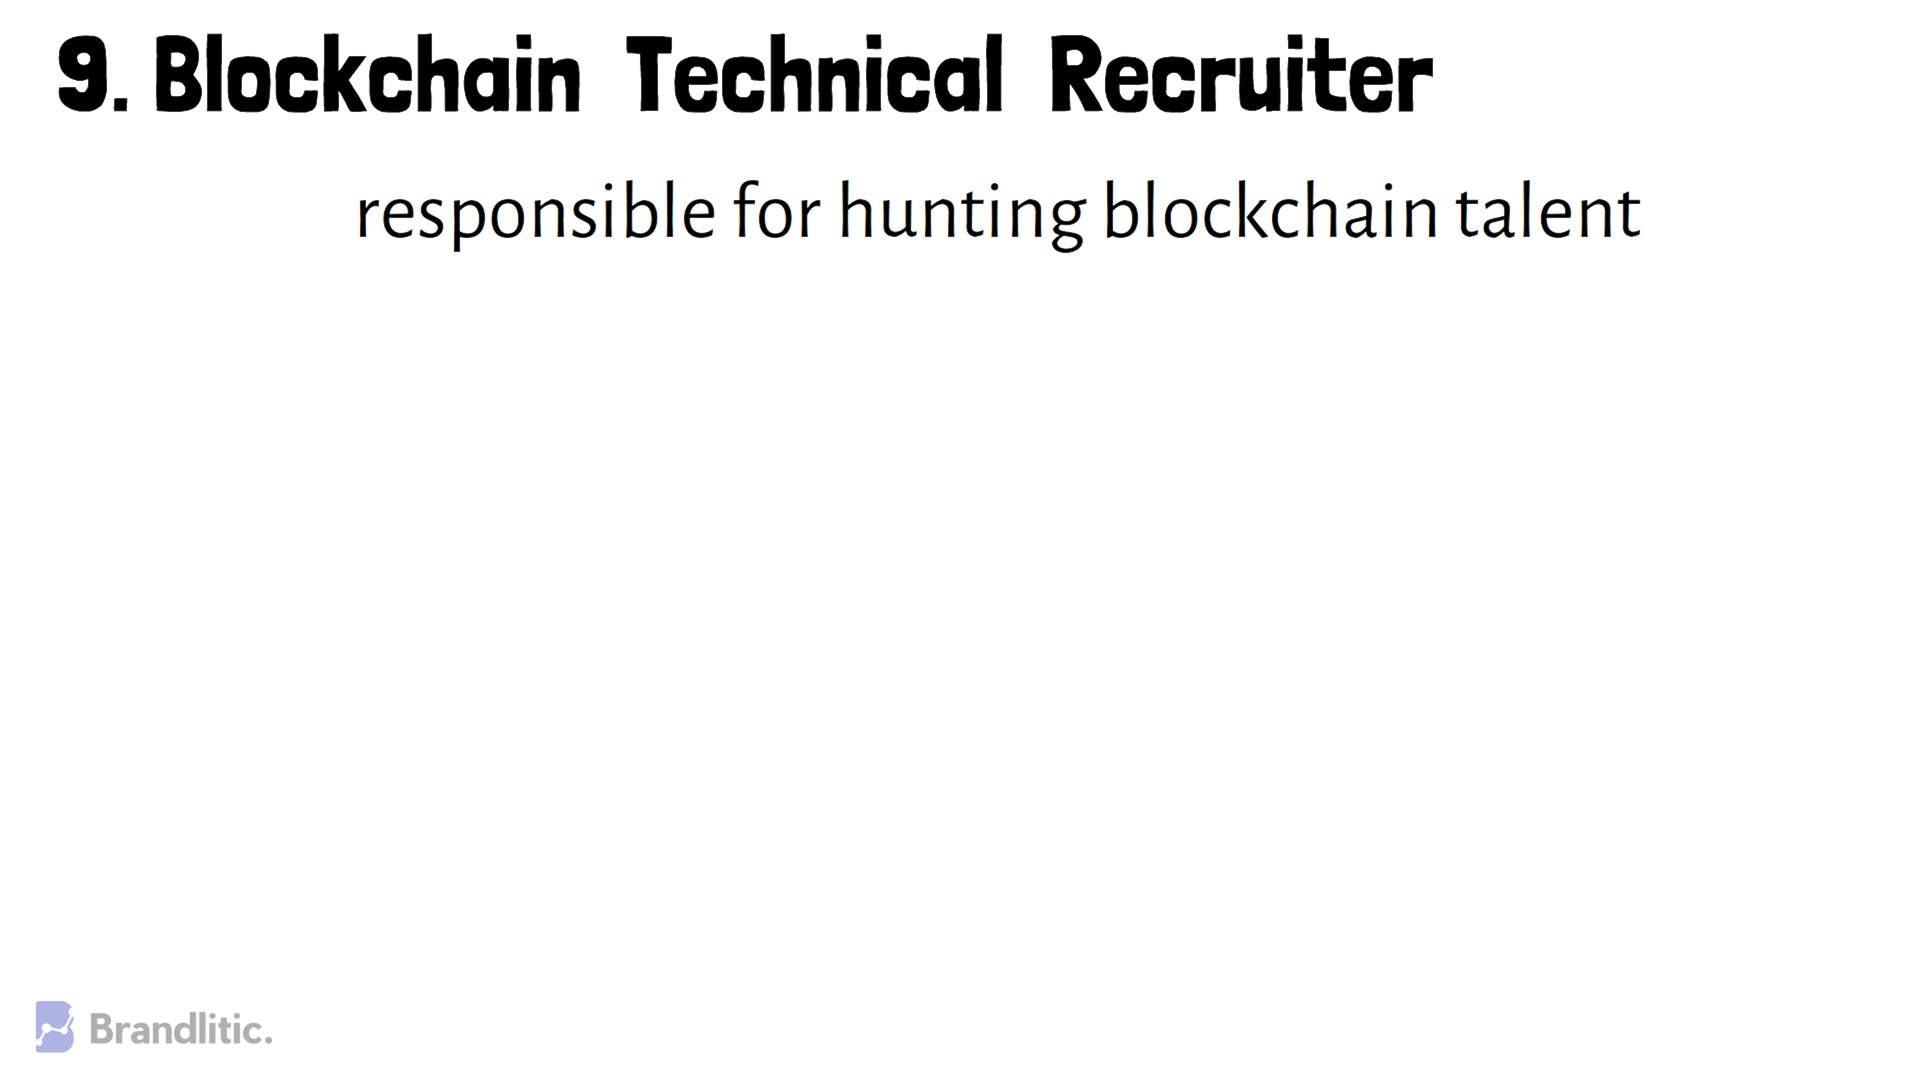 9. Blockchain Technical Recruiter
responsible for hunting blockchain talent
Brandlitic.